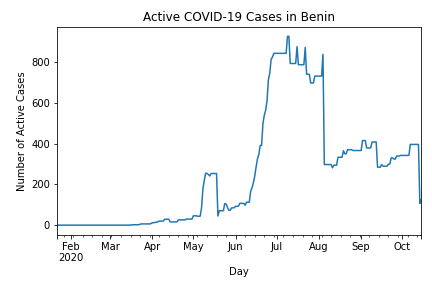 Active COVID-19 Cases in Benin
Number of Active Cases
800
600
400
200
0
Feb Mar Apr May Jun Jul Aug Sep Oct
2020
Day